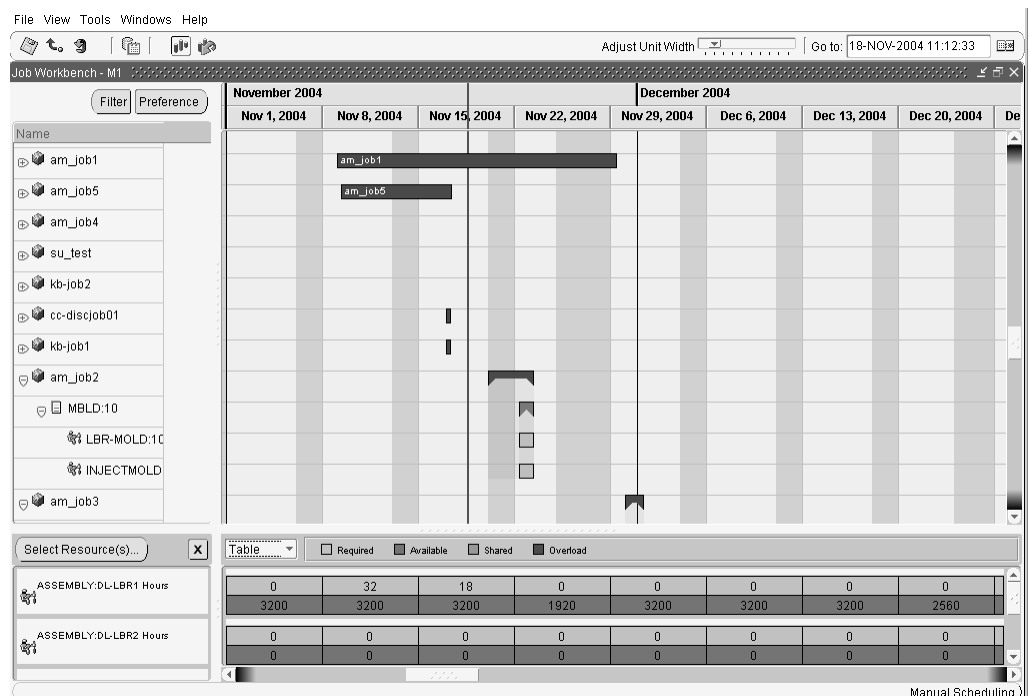 File View Tools Windows Help
Adjust Unit Width Go to: 18-NOV-2004 11:12:33
Job Workbench - M1
Filter Preference
November 2004 December 2004
Nov 1, 2004 Nov 8, 2004 Nov 15, 2004 Nov 22, 2004 Nov 29, 2004 Dec 6, 2004 Dec 13, 2004 Dec 20, 2004 De
Name
am_job1 am_job1
am_job5 am_job5
am_job4
su_test
kb-job2
cc-discjob01
kb-job1
am_job2
MBLD:10
LBR-MOLD:10
INJECTMOLD
am_job3
Select Resource(s)... X Table Required Available Shared Overload
ASSEMBLY:DL-LBR1 Hours
0 32 18 0 0 0 0 0
3200 3200 3200 1920 3200 3200 3200 2560
ASSEMBLY:DL-LBR2 Hours
0 0 0 0 0 0 0 0
0 0 0 0 0 0 0 0
Manual Scheduling